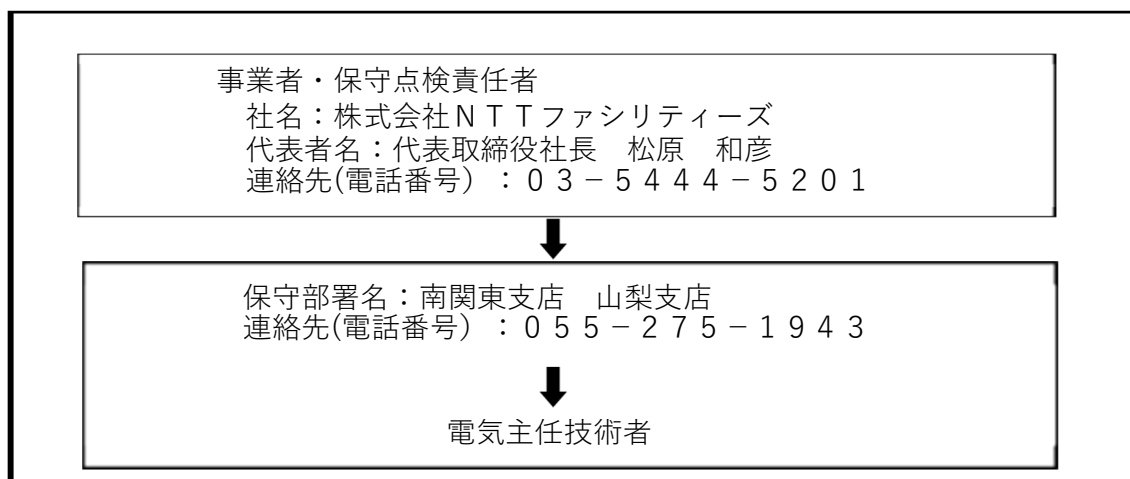 事業者・保守点検責任者
社名：株式会社ＮＴＴファシリティーズ
代表者名：代表取締役社長　松原　和彦
連絡先(電話番号）：０３－５４４４－５２０１
保守部署名：南関東支店　山梨支店
連絡先(電話番号）：０５５－２７５－１９４３
電気主任技術者